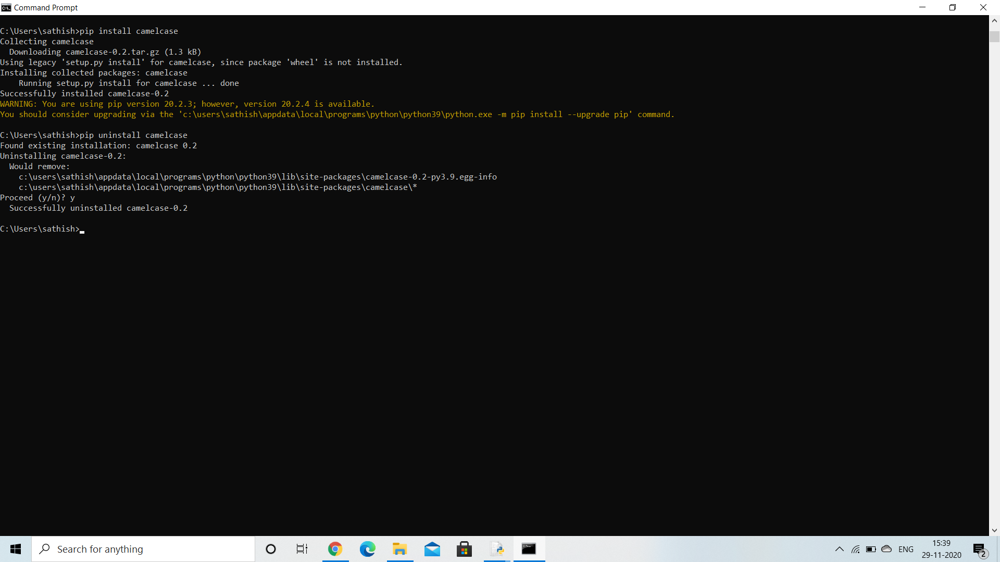 Command Prompt
C:\Users\sathish>pip install camelcase
Collecting camelcase
  Downloading camelcase-0.2.tar.gz (1.3 kB)
Using legacy 'setup.py install' for camelcase, since package 'wheel' is not installed.
Installing collected packages: camelcase
    Running setup.py install for camelcase ... done
Successfully installed camelcase-0.2
WARNING: You are using pip version 20.2.3; however, version 20.2.4 is available.
You should consider upgrading via the 'c:\users\sathish\appdata\local\programs\python\python39\python.exe -m pip install --upgrade pip' command.
C:\Users\sathish>pip uninstall camelcase
Found existing installation: camelcase 0.2
Uninstalling camelcase-0.2:
  Would remove:
    c:\users\sathish\appdata\local\programs\python\python39\lib\site-packages\camelcase-0.2-py3.9.egg-info
    c:\users\sathish\appdata\local\programs\python\python39\lib\site-packages\camelcase\*
Proceed (y/n)? y
  Successfully uninstalled camelcase-0.2
C:\Users\sathish>
Search for anything
ENG
15:39
29-11-2020
2